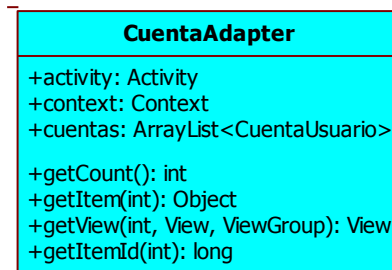 CuentaAdapter
+activity: Activity
+context: Context
+cuentas: ArrayList<CuentaUsuario>
+getCount(): int
+getItem(int): Object
+getView(int, View, ViewGroup): View
+getItemId(int): long